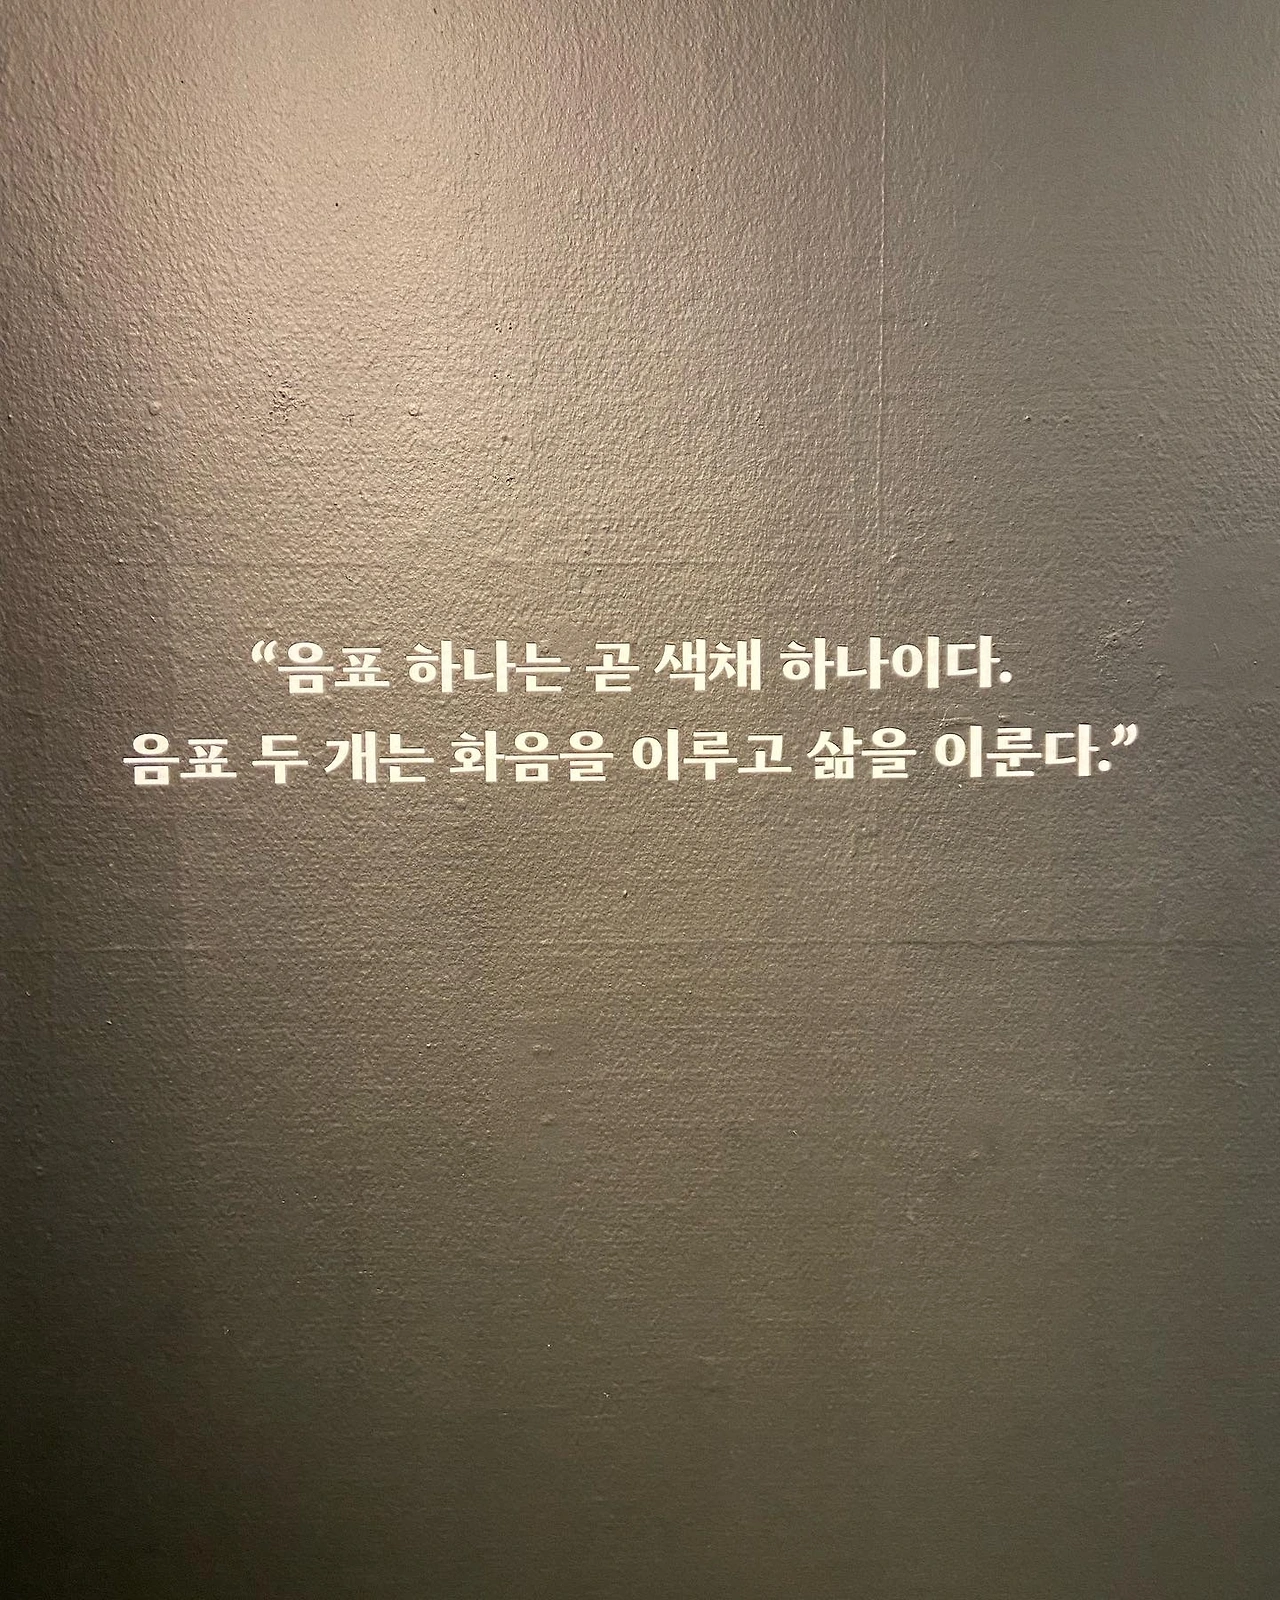 “음표 하나는 곧 색채 하나이다.
음표 두 개는 화음을 이루고 삶을 이룬다.”